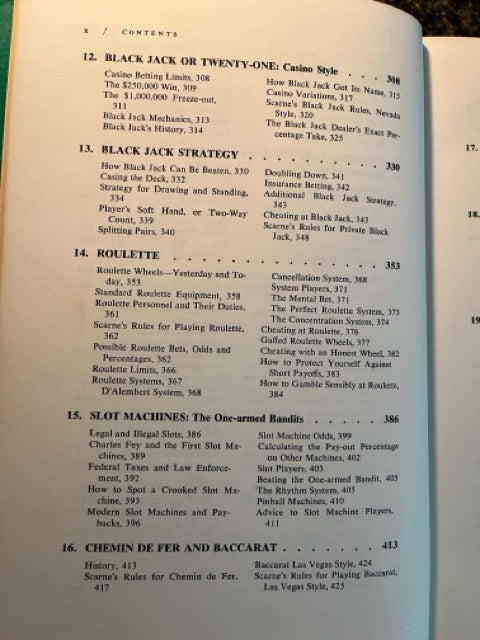 x / CONTENTS
12. BLACK JACK OR TWENTY-ONE: Casino Style . . . 308
Casino Betting Limits, 308
The $250,000 Win, 309
The $1,000,000 Freeze-out,
311
Black Jack Mechanics, 313
Black Jack's History, 314
How Black Jack Got Its Name, 315
Casino Variations, 317
Scarne's Black Jack Rules, Nevada
Style, 320
The Black Jack Dealer's Exact Per-
centage Take, 325
13. BLACK JACK STRATEGY . . . . . . . . . 330
How Black Jack Can Be Beaten, 330
Casing the Deck, 332
Strategy for Drawing and Standing,
334
Player's Soft Hand, or Two-Way
Count, 339
Splitting Pairs, 340
Doubling Down, 341
Insurance Betting, 342
Additional Black Jack Strategy,
343
Cheating at Black Jack, 343
Scarne's Rules for Private Black
Jack, 348
14. ROULETTE . . . . . . . . . . . . . 353
Roulette Wheels—Yesterday and To-
day, 353
Standard Roulette Equipment, 358
Roulette Personnel and Their Duties,
361
Scarne's Rules for Playing Roulette,
362
Possible Roulette Bets, Odds and
Percentages, 362
Roulette Limits, 366
Roulette Systems, 367
D'Alembert System, 368
Cancellation System, 368
System Players, 371
The Mental Bet, 371
The Perfect Roulette System, 373
The Concentration System, 374
Cheating at Roulette, 376
Gaffed Roulette Wheels, 377
Cheating with an Honest Wheel, 382
How to Protect Yourself Against
Short Payoffs, 383
How to Gamble Sensibly at Roulette,
384
15. SLOT MACHINES: The One-armed Bandits . . . . . 386
Legal and Illegal Slots, 386
Charles Fey and the First Slot Ma-
chines, 389
Federal Taxes and Law Enforce-
ment, 392
How to Spot a Crooked Slot Ma-
chine, 393
Modern Slot Machines and Pay-
backs, 396
Slot Machine Odds, 399
Calculating the Pay-out Percentage
on Other Machines, 402
Slot Players, 403
Beating the One-armed Bandit, 405
The Rhythm System, 405
Pinball Machines, 410
Advice to Slot Machine Players,
411
16. CHEMIN DE FER AND BACCARAT . . . . . . . 413
History, 413
Scarne's Rules for Chemin de Fer,
417
Baccarat Las Vegas Style, 424
Scarne's Rules for Playing Baccarat,
Las Vegas Style, 425
17.
18.
19